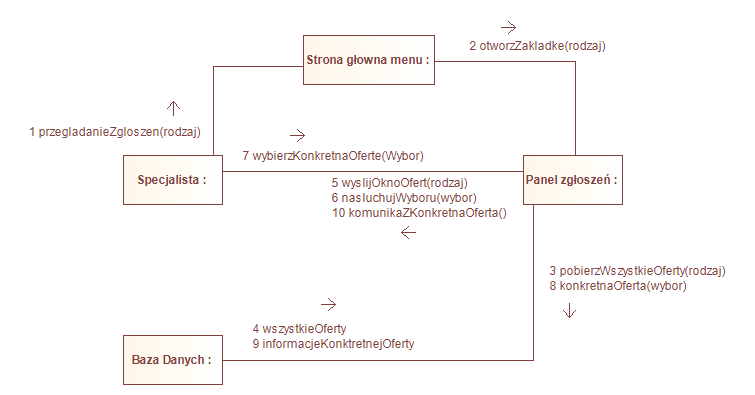 2 otworzZakladke(rodzaj)
Strona głowna menu :
1 przegladanieZgloszen(rodzaj)
7 wybierzKonkretnaOferte(Wybor)
Specjalista :
5 wyslijOknoOfert(rodzaj)
6 nasluchujWyboru(wybor)
10 komunikaZKonkretnaOferta()
Panel zgłoszeń :
3 pobierzWszystkieOferty(rodzaj)
8 konkretnaOferta(wybor)
4 wszystkieOferty
9 informacjeKonktretnejOferty
Baza Danych :